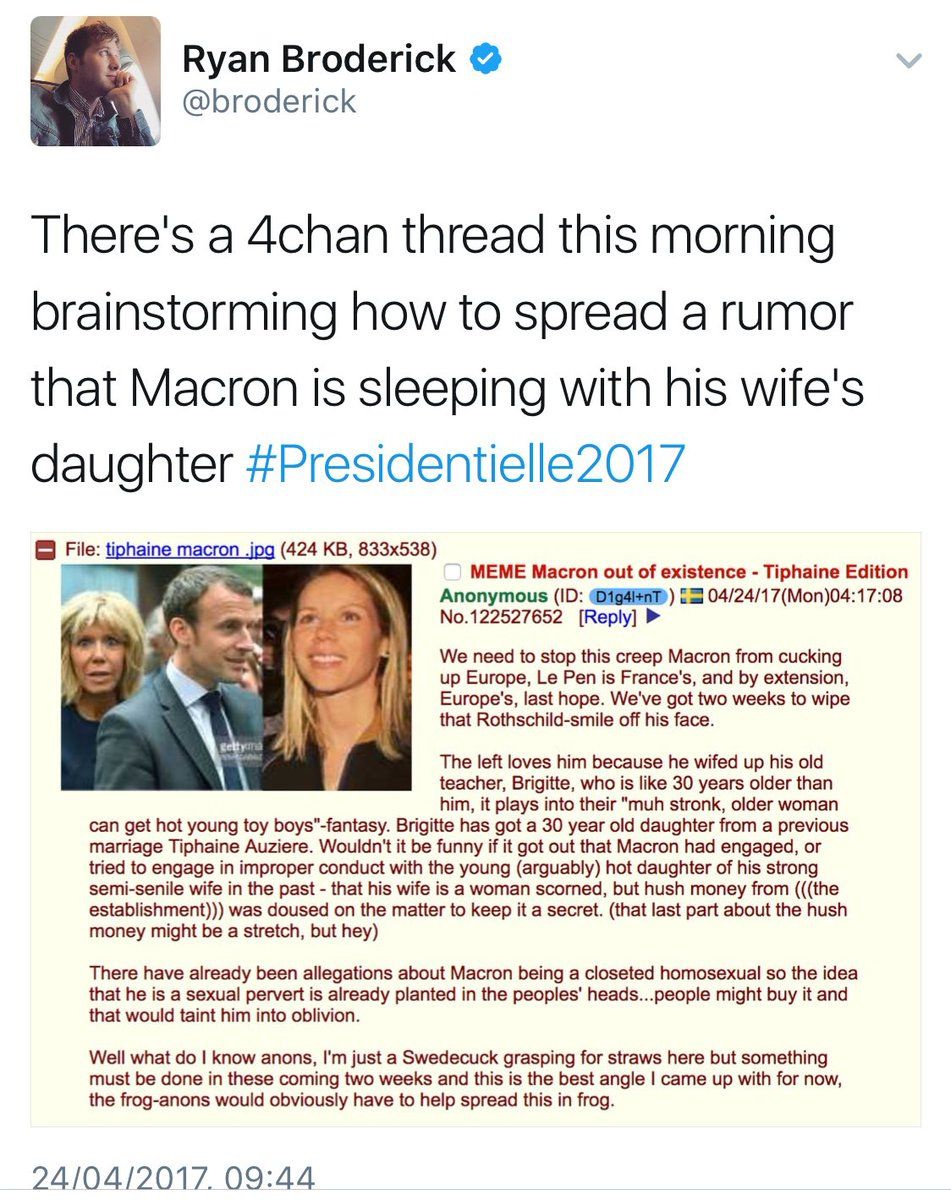 Ryan Broderick
@broderick
There's a 4chan thread this morning
brainstorming how to spread a rumor
that Macron is sleeping with his wife's
daughter #Presidentielle2017
File: tiphaine macron .jpg (424 KB, 833x538)
MEME Macron out of existence - Tiphaine Edition
Anonymous (ID: D1g4l+nT) 04/24/17(Mon)04:17:08
No.122527652 [Reply]
We need to stop this creep Macron from cucking
up Europe, Le Pen is France's, and by extension,
Europe's, last hope. We've got two weeks to wipe
that Rothschild-smile off his face.
The left loves him because he wifed up his old
teacher, Brigitte, who is like 30 years older than
him, it plays into their "muh stronk, older woman
can get hot young toy boys"-fantasy. Brigitte has got a 30 year old daughter from a previous
marriage Tiphaine Auziere. Wouldn't it be funny if it got out that Macron had engaged, or
tried to engage in improper conduct with the young (arguably) hot daughter of his strong
semi-senile wife in the past - that his wife is a woman scorned, but hush money from (((the
establishment))) was doused on the matter to keep it a secret. (that last part about the hush
money might be a stretch, but hey)
There have already been allegations about Macron being a closeted homosexual so the idea
that he is a sexual pervert is already planted in the peoples' heads...people might buy it and
that would taint him into oblivion.
Well what do I know anons, I'm just a Swedecuck grasping for straws here but something
must be done in these coming two weeks and this is the best angle I came up with for now,
the frog-anons would obviously have to help spread this in frog.
24/04/2017, 09:44